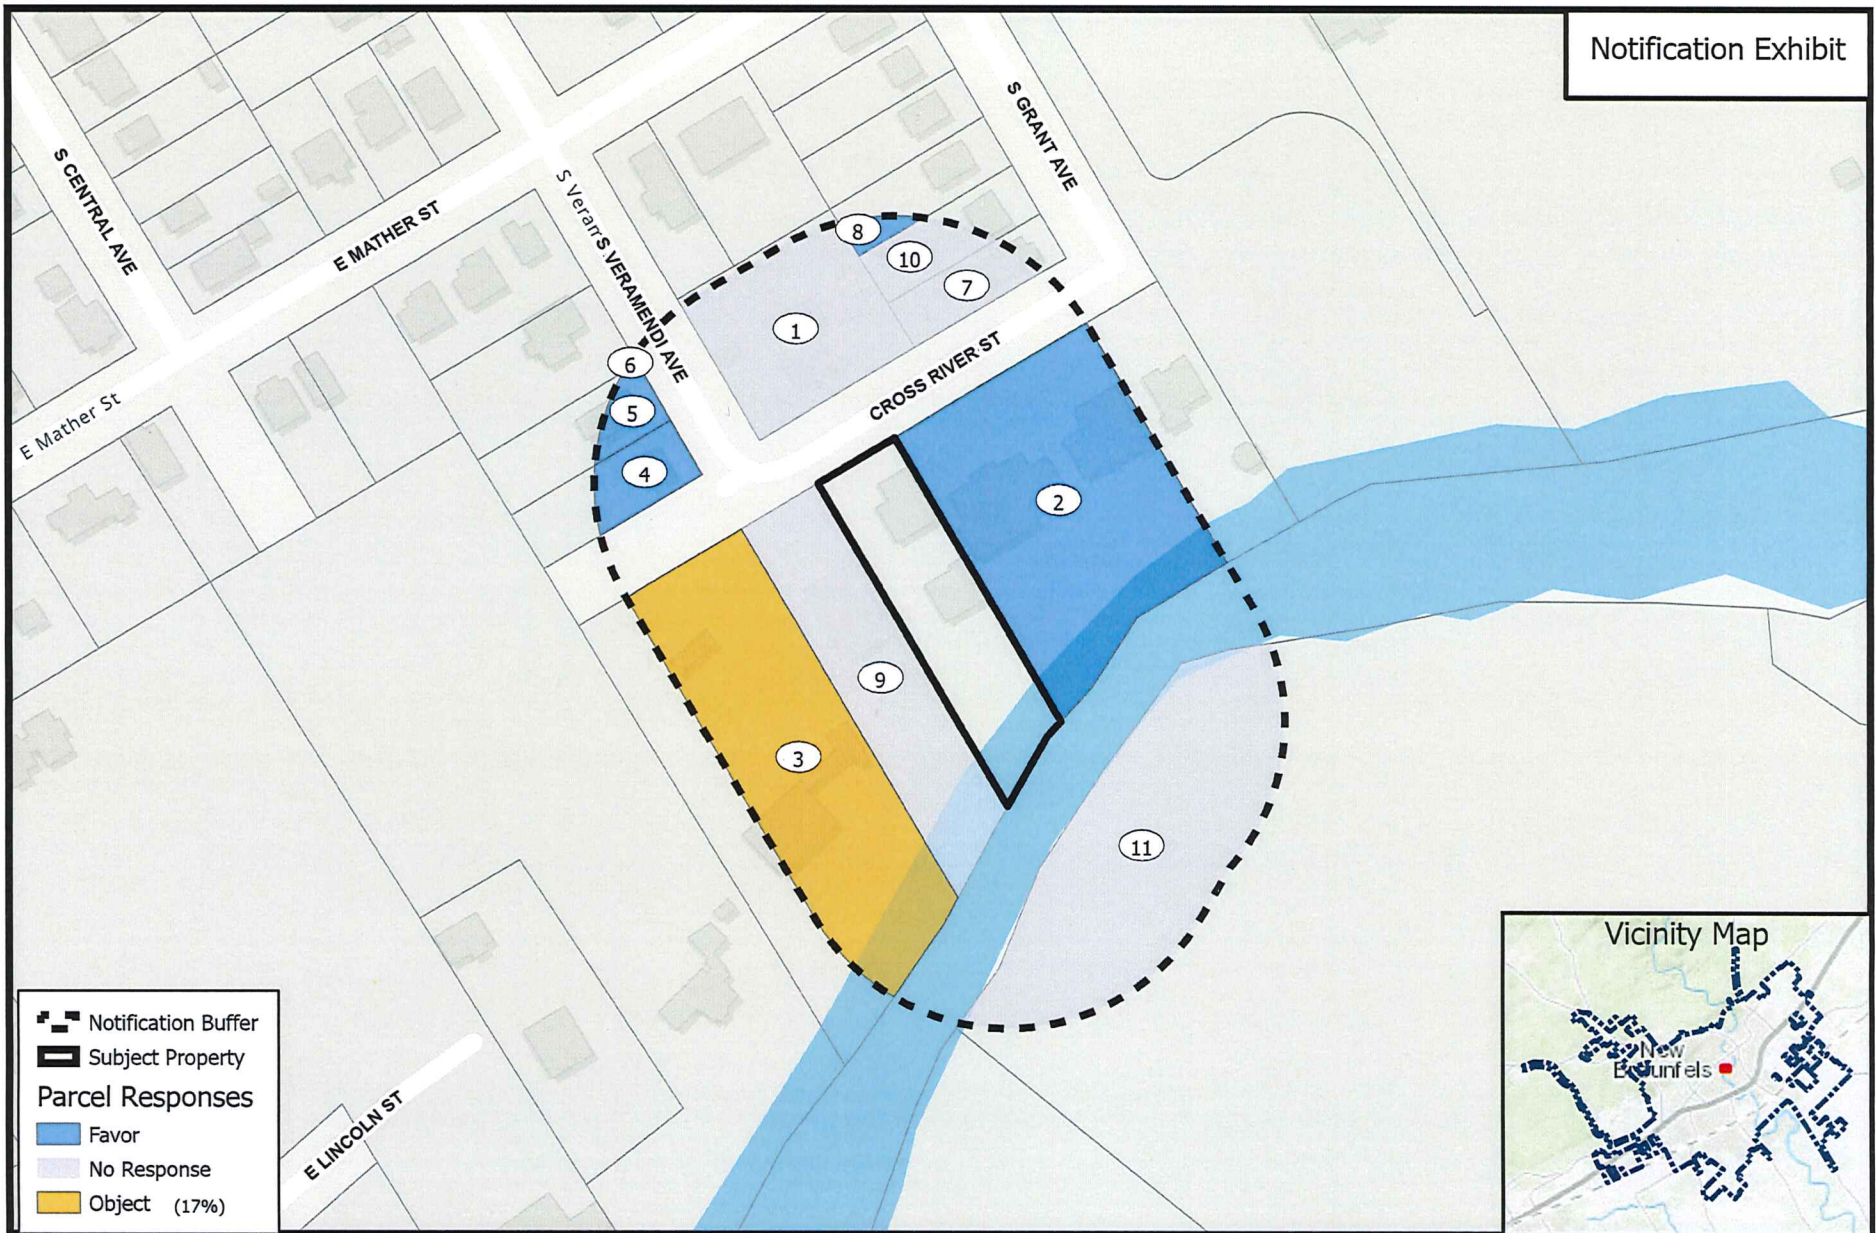 Notification Exhibit
S GRANT AVE
S CENTRAL AVE
E MATHER ST
S Veram
S VERAMENDI AVE
8
10
7
1
6
5
4
CROSS RIVER ST
E Mather St
2
9
3
11
E LINCOLN ST
Notification Buffer
Subject Property
Parcel Responses
Favor
No Response
Object (17%)
Vicinity Map
New
Braunfels